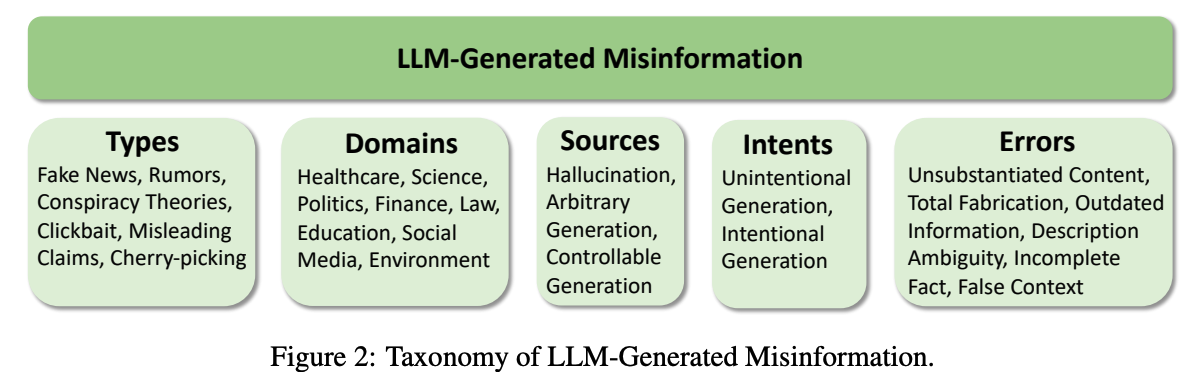 LLM-Generated Misinformation
Types
Fake News, Rumors,
Conspiracy Theories,
Clickbait, Misleading
Claims, Cherry-picking
Domains
Healthcare, Science,
Politics, Finance, Law,
Education, Social
Media, Environment
Sources
Hallucination,
Arbitrary
Generation,
Controllable
Generation
Intents
Unintentional
Generation,
Intentional
Generation
Errors
Unsubstantiated Content,
Total Fabrication, Outdated
Information, Description
Ambiguity, Incomplete
Fact, False Context
Figure 2: Taxonomy of LLM-Generated Misinformation.